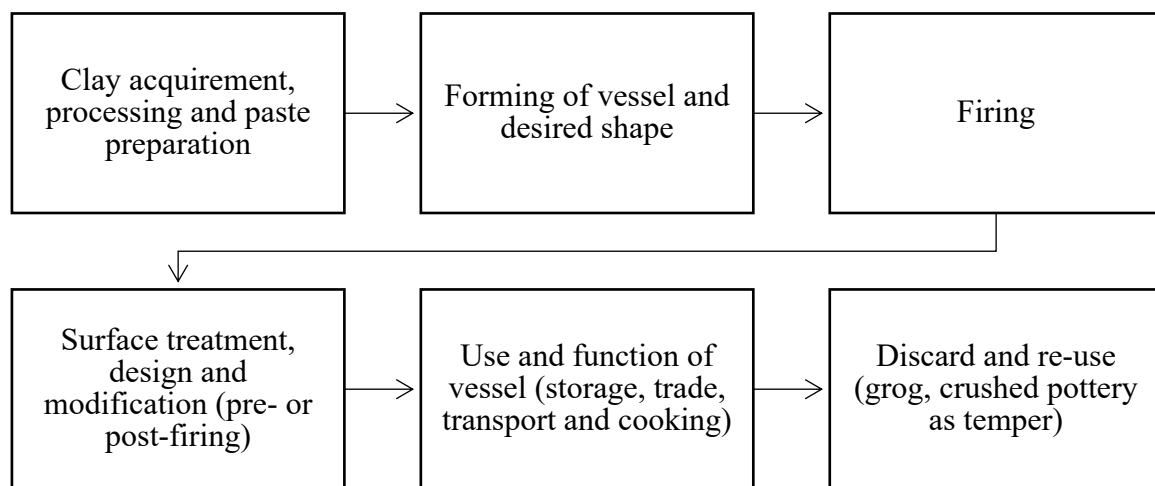 Clay acquirement,
processing and paste
preparation
Forming of vessel and
desired shape
Firing
Surface treatment,
design and
modification (pre- or
post-firing)
Use and function of
vessel (storage, trade,
transport and cooking)
Discard and re-use
(grog, crushed pottery
as temper)